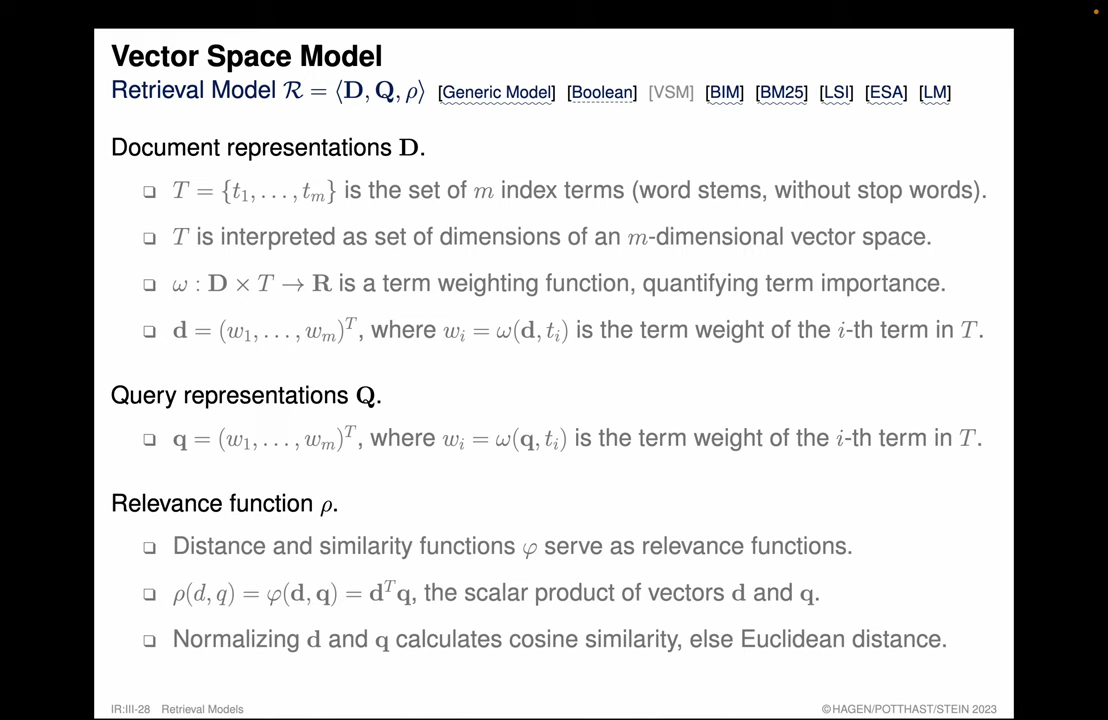 Vector Space Model
Retrieval Model ℛ = ⟨D, Q, ρ⟩ [Generic Model] [Boolean] [VSM] [BIM] [BM25] [LSI] [ESA] [LM]
Document representations D.
❑ T = {t₁, . . . , tₘ} is the set of m index terms (word stems, without stop words).
❑ T is interpreted as set of dimensions of an m-dimensional vector space.
❑ ω : D × T → R is a term weighting function, quantifying term importance.
❑ d = (w₁, . . . , wₘ)ᵀ, where wᵢ = ω(d, tᵢ) is the term weight of the i-th term in T.
Query representations Q.
❑ q = (w₁, . . . , wₘ)ᵀ, where wᵢ = ω(q, tᵢ) is the term weight of the i-th term in T.
Relevance function ρ.
❑ Distance and similarity functions φ serve as relevance functions.
❑ ρ(d, q) = φ(d, q) = dᵀq, the scalar product of vectors d and q.
❑ Normalizing d and q calculates cosine similarity, else Euclidean distance.
IR:III-28 Retrieval Models ©HAGEN/POTTHAST/STEIN 2023